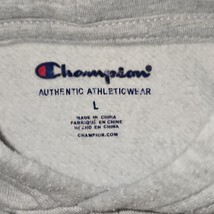 Champion
AUTHENTIC ATHLETICWEAR
L
MADE IN CHINA
FABRIQUÉ EN CHINE
HECHO EN CHINA
CHAMPION.COM